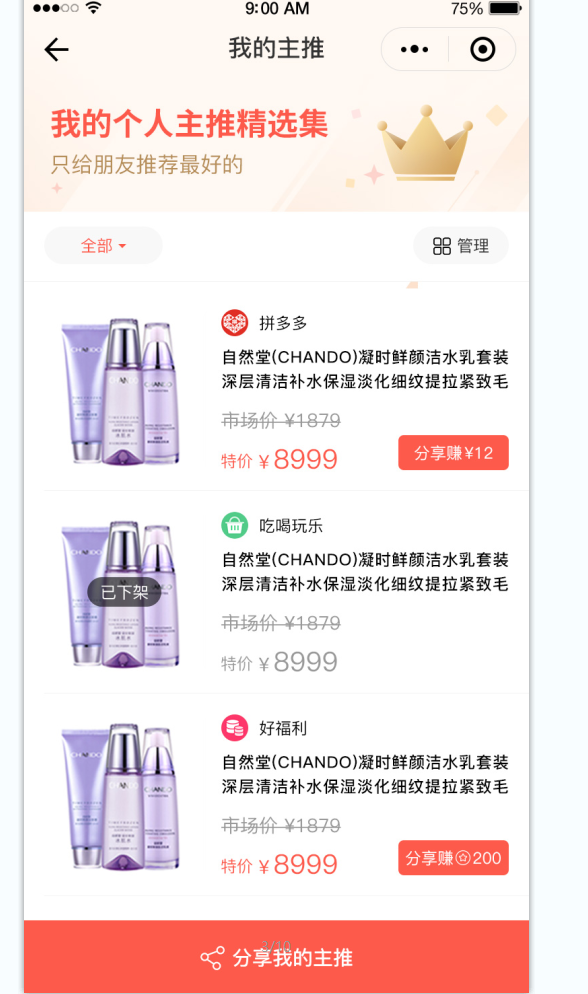 9:00 AM
75%
我的主推
我的个人主推精选集
只给朋友推荐最好的
全部
管理
拼多多
自然堂(CHANDO)凝时鲜颜洁水乳套装
深层清洁补水保湿淡化细纹提拉紧致毛
市场价 ¥1879
特价 ¥8999
分享赚¥12
吃喝玩乐
自然堂(CHANDO)凝时鲜颜洁水乳套装
深层清洁补水保湿淡化细纹提拉紧致毛
已下架
市场价 ¥1879
特价 ¥8999
好福利
自然堂(CHANDO)凝时鲜颜洁水乳套装
深层清洁补水保湿淡化细纹提拉紧致毛
市场价 ¥1879
特价 ¥8999
分享赚200
分享我的主推